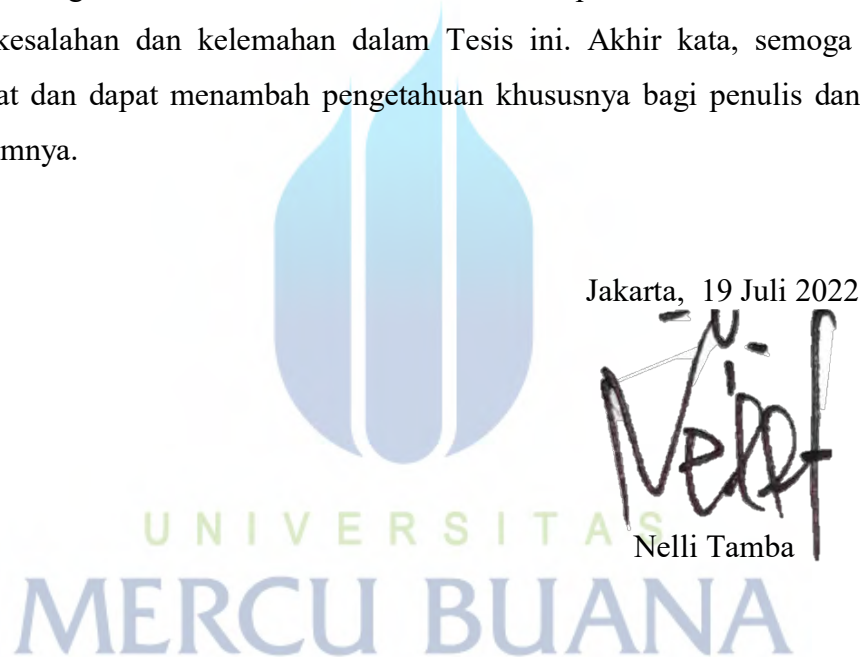 kesalahan dan kelemahan dalam Tesis ini. Akhir kata, semoga
at dan dapat menambah pengetahuan khususnya bagi penulis dan
mnya.
Jakarta, 19 Juli 2022
Nelli Tamba
UNIVERSITAS
MERCU BUANA